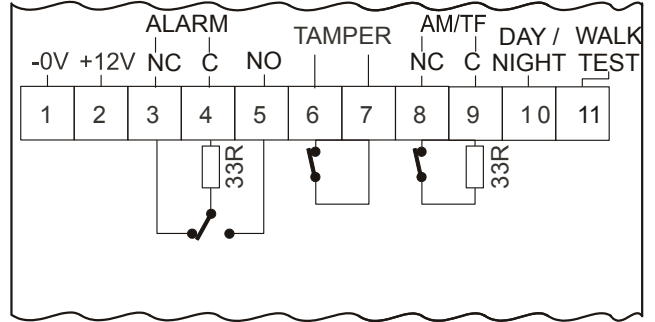 ALARM TAMPER AM/TF DAY / WALK
-0V +12V NC C NO NC C NIGHT TEST
1 2 3 4 5 6 7 8 9 10 11
33R 33R